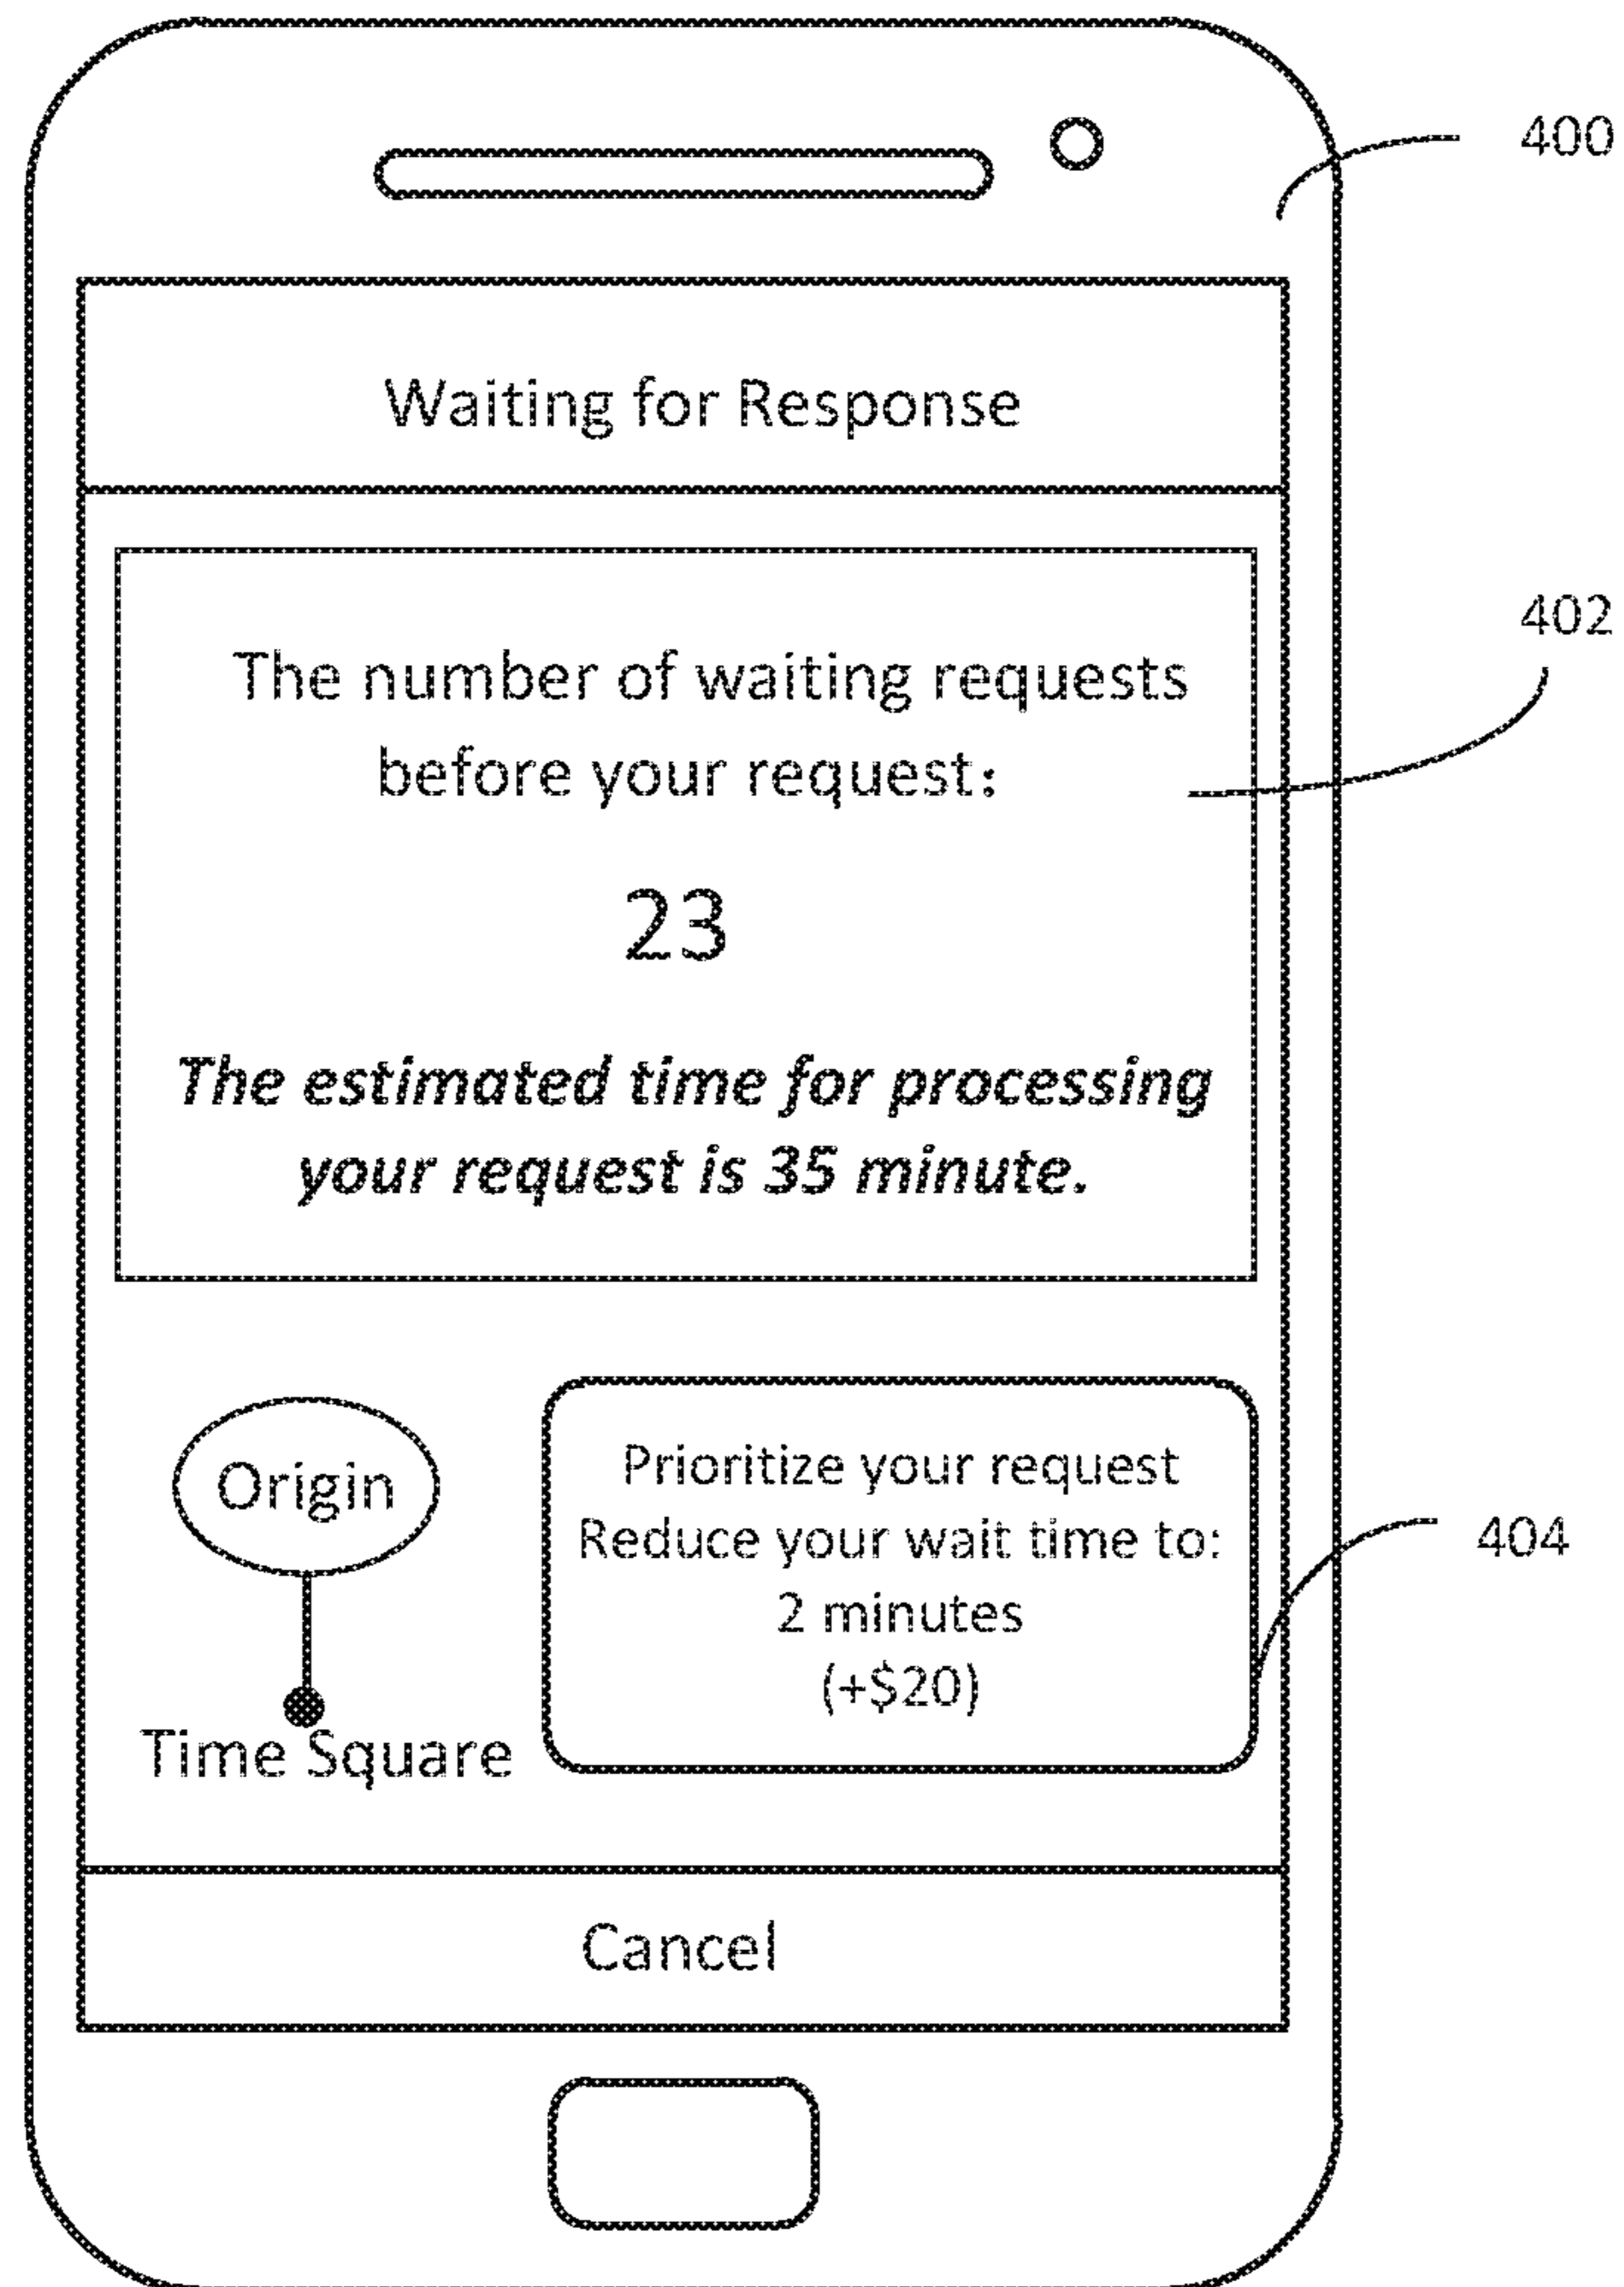 400
Waiting for Response
402
The number of waiting requests
before your request:
23
The estimated time for processing
your request is 35 minute.
Origin
Time Square
Prioritize your request
Reduce your wait time to:
2 minutes
(+$20)
404
Cancel